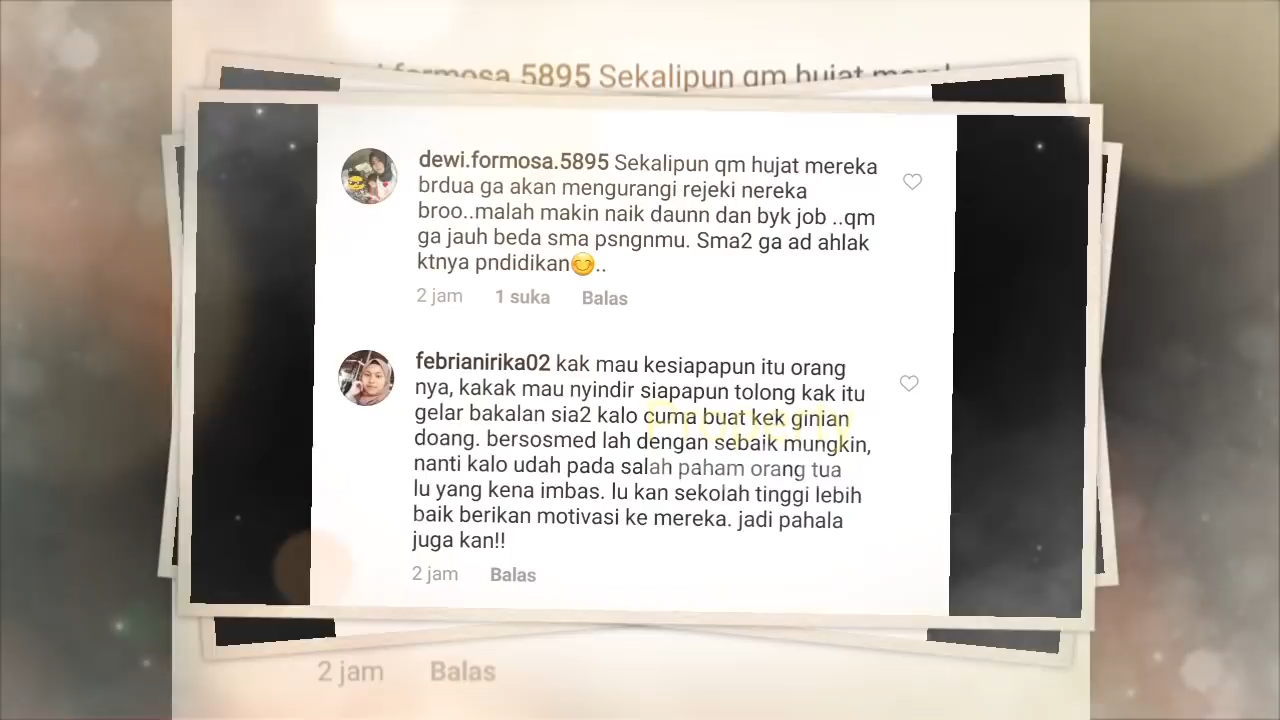 5895 Sekalipun qm hujat
dewi.formosa.5895 Sekalipun qm hujat mereka
brdua ga akan mengurangi rejeki nereka
broo..malah makin naik daunn dan byk job ..qm
ga jauh beda sma psngnmu. Sma2 ga ad ahlak
ktnya pndidikan😊..
2 jam 1 suka Balas
febrianirika02 kak mau kesiapapun itu orang
nya, kakak mau nyindir siapapun tolong kak itu
gelar bakalan sia2 kalo cuma buat kek ginian
doang. bersosmed lah dengan sebaik mungkin,
nanti kalo udah pada salah paham orang tua
lu yang kena imbas. lu kan sekolah tinggi lebih
baik berikan motivasi ke mereka. jadi pahala
juga kan!!
2 jam Balas
2 jam Balas